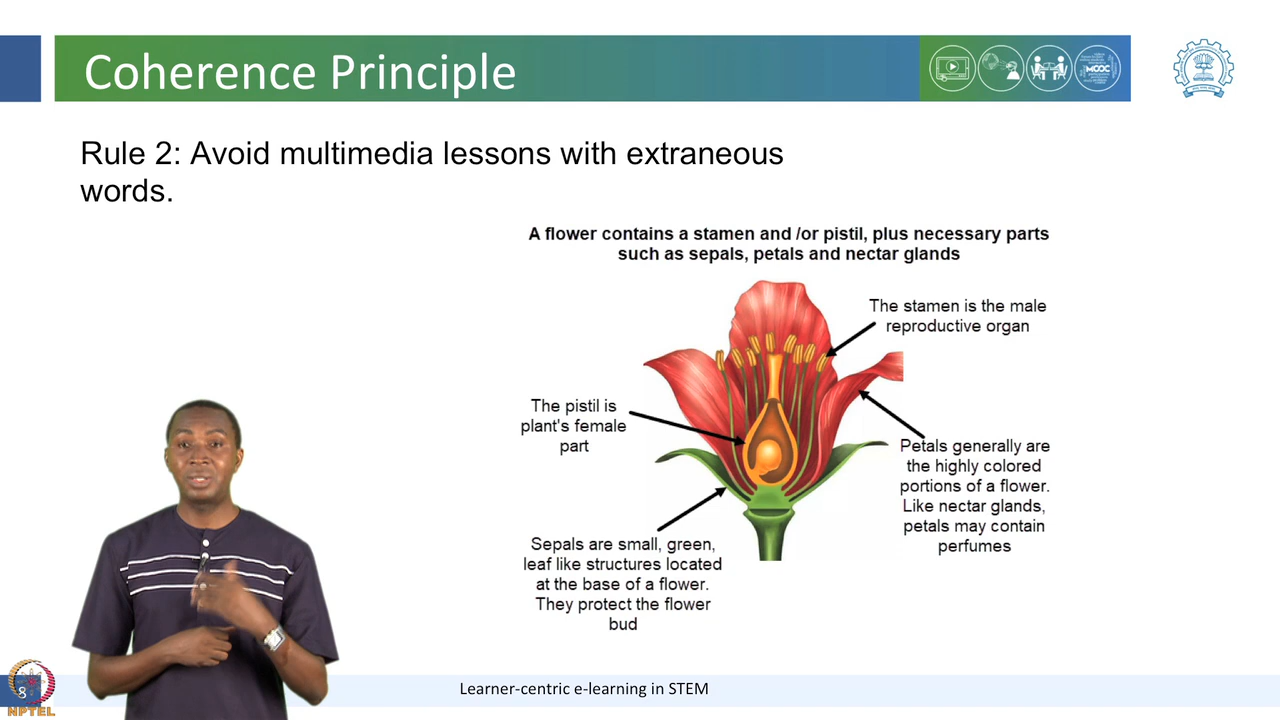 Coherence Principle
MOOC
Rule 2: Avoid multimedia lessons with extraneous
words.
A flower contains a stamen and /or pistil, plus necessary parts
such as sepals, petals and nectar glands
The stamen is the male
reproductive organ
The pistil is
plant's female
part
Petals generally are
the highly colored
portions of a flower.
Like nectar glands,
petals may contain
perfumes
Sepals are small, green,
leaf like structures located
at the base of a flower.
They protect the flower
bud
8
NPTEL
Learner-centric e-learning in STEM